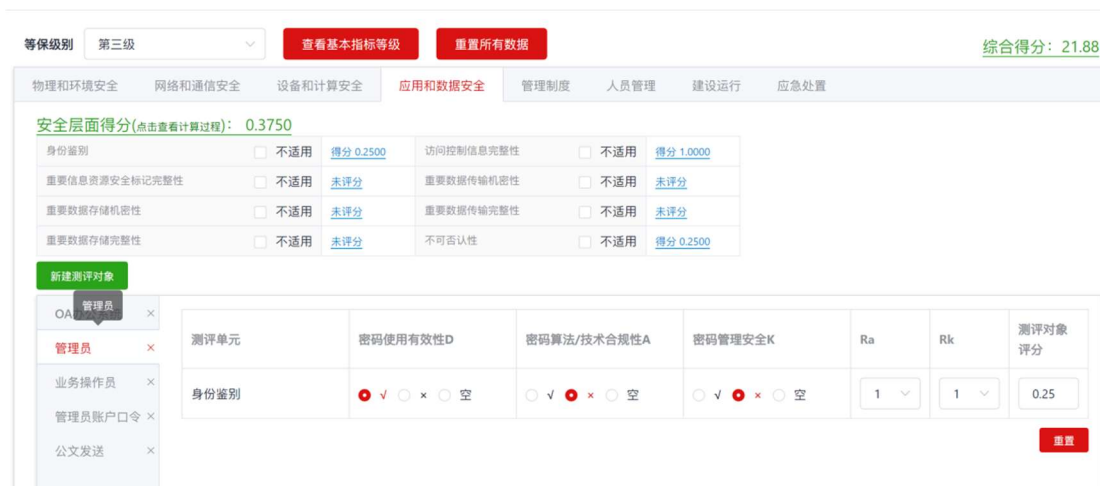 等保级别 第三级 查看基本指标等级 重置所有数据 综合得分：21.88
物理和环境安全 网络和通信安全 设备和计算安全 应用和数据安全 管理制度 人员管理 建设运行 应急处置
安全层面得分(点击查看计算过程)： 0.3750
身份鉴别 不适用 得分 0.2500 访问控制信息完整性 不适用 得分 1.0000
重要信息资源安全标记完整性 不适用 未评分 重要数据传输机密性 不适用 未评分
重要数据存储机密性 不适用 未评分 重要数据传输完整性 不适用 未评分
重要数据存储完整性 不适用 未评分 不可否认性 不适用 得分 0.2500
新建测评对象
管理员
OA
管理员 ×
业务操作员 ×
管理员账户口令 ×
公文发送 ×
测评单元 密码使用有效性D 密码算法/技术合规性A 密码管理安全K Ra Rk 测评对象评分
身份鉴别 √ × 空 √ × 空 √ × 空 1 1 0.25
重置